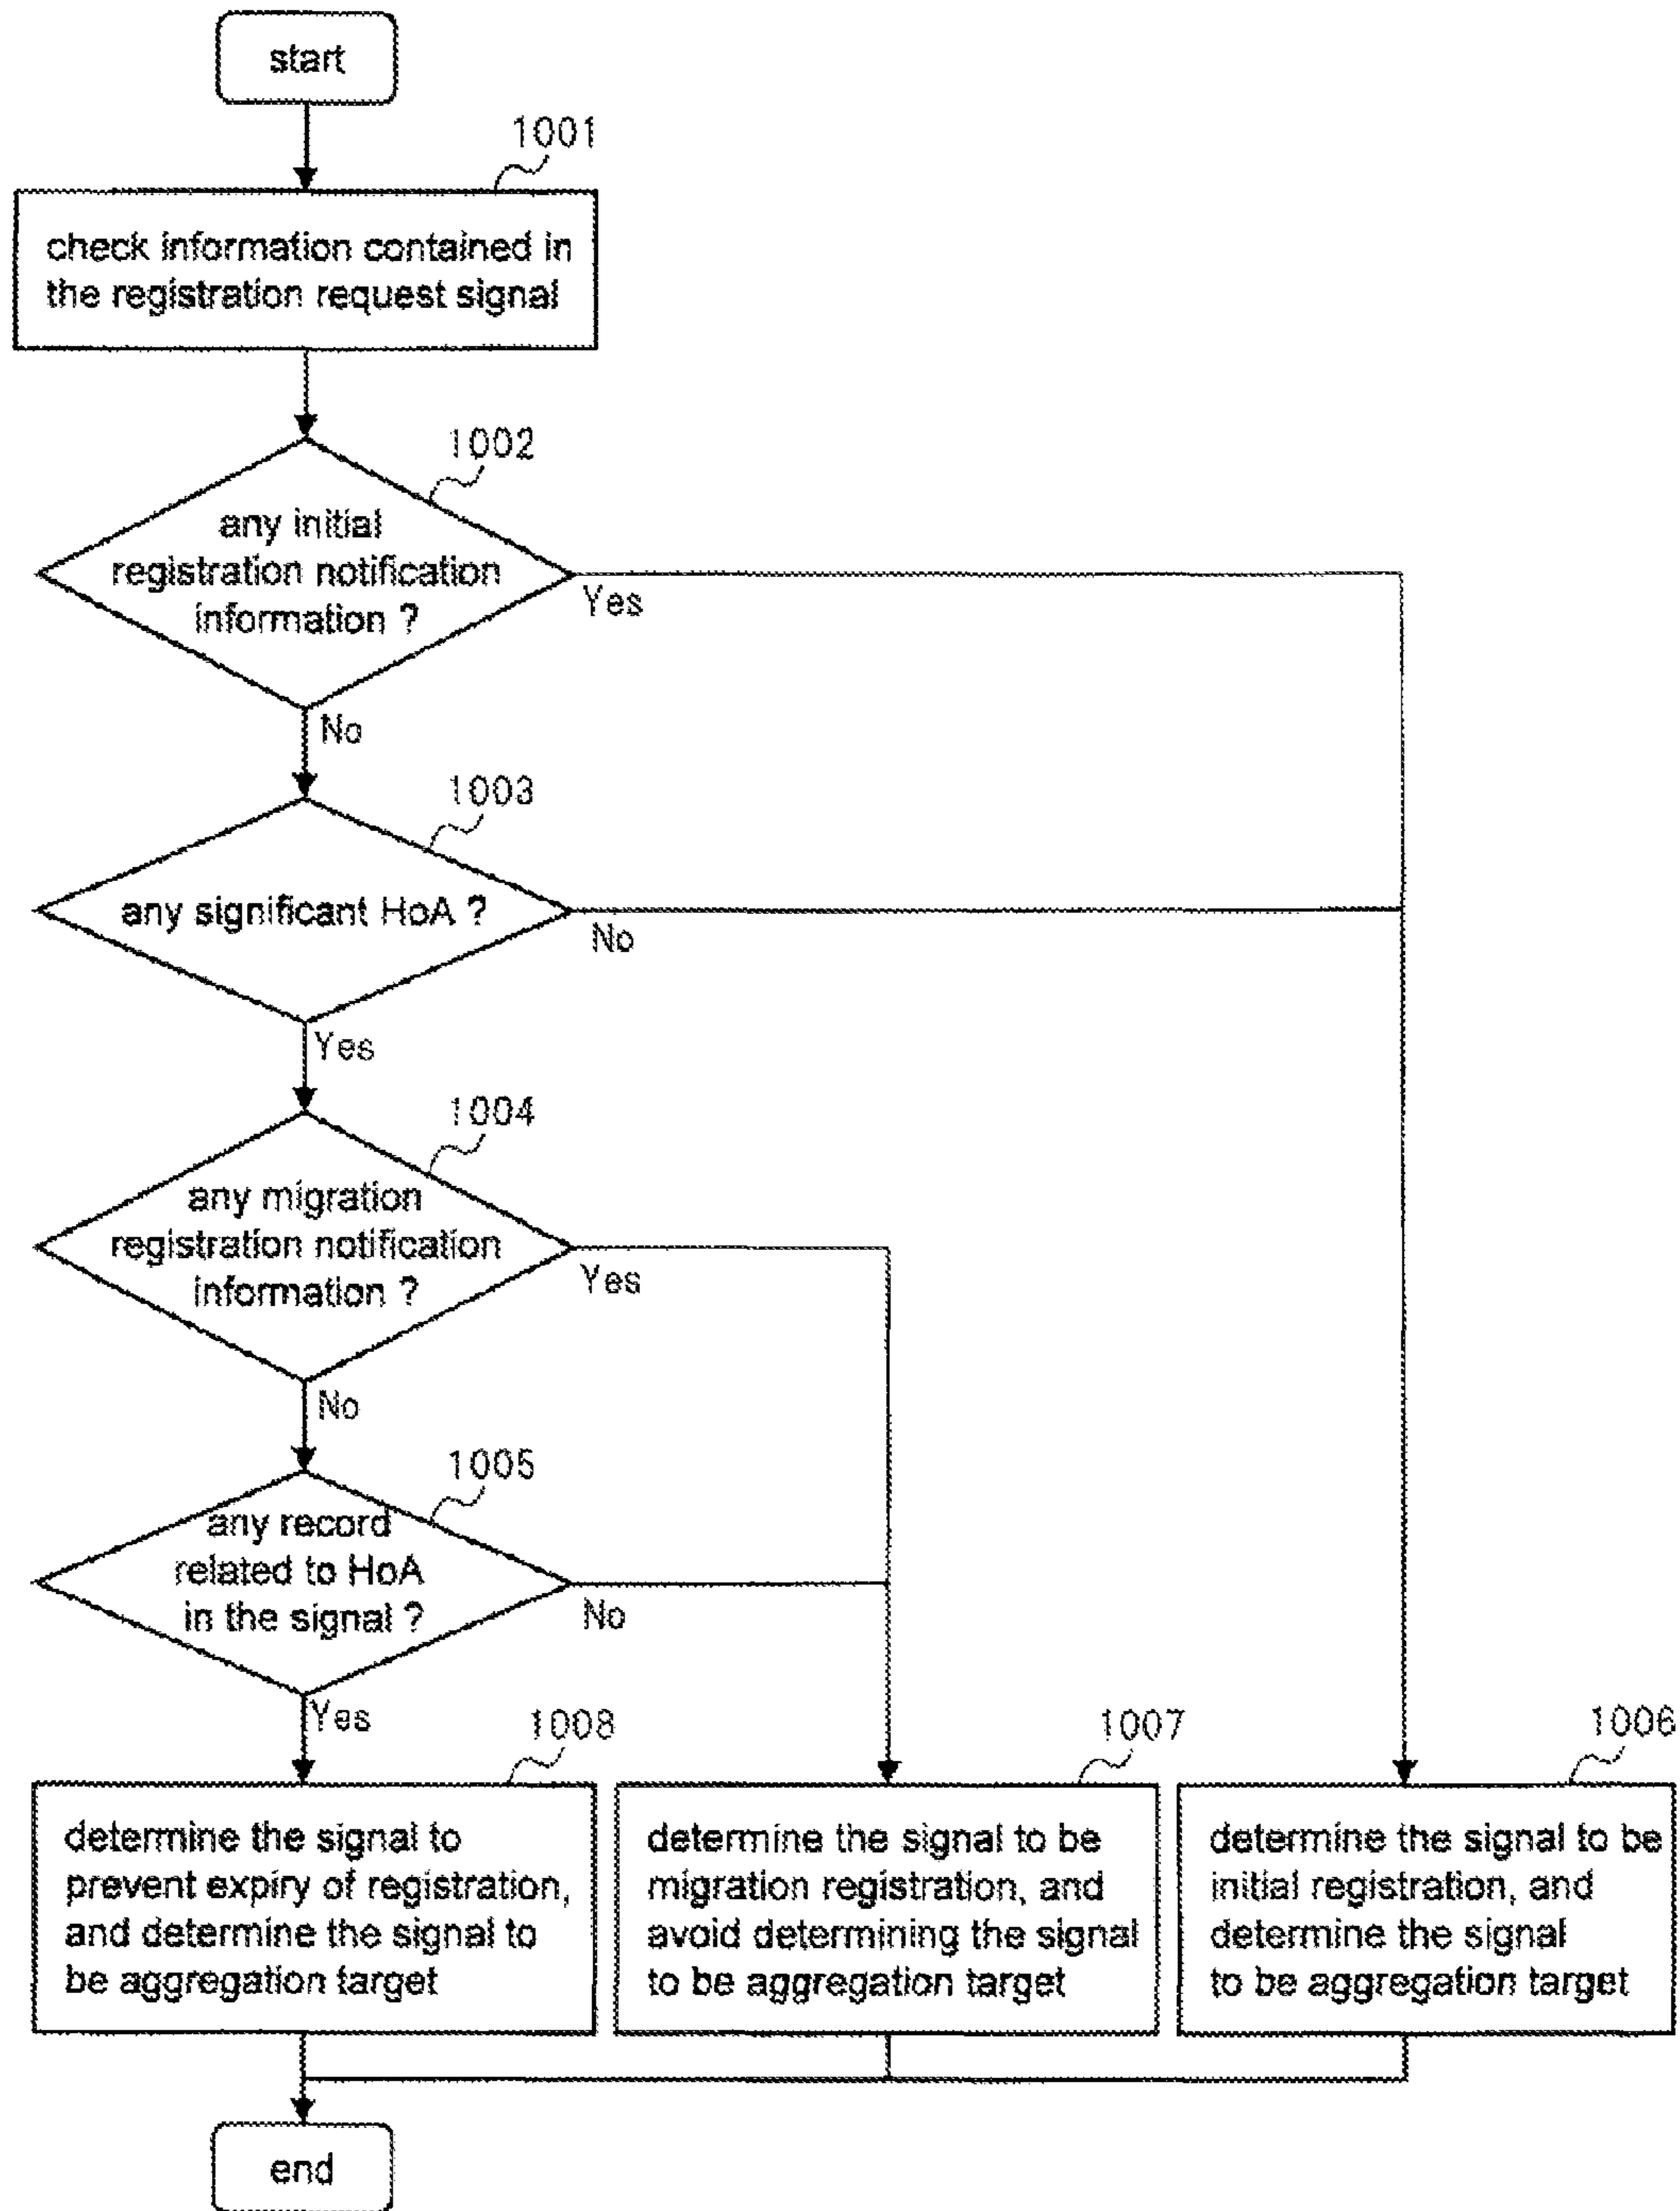 start
1001
check information contained in
the registration request signal
1002
any initial
registration notification
information ?
Yes
No
1003
any significant HoA ?
No
Yes
1004
any migration
registration notification
information ?
Yes
No
1005
any record
related to HoA
in the signal ?
No
Yes
1008
determine the signal to
prevent expiry of registration,
and determine the signal to
be aggregation target
1007
determine the signal to be
migration registration, and
avoid determining the signal
to be aggregation target
1006
determine the signal to be
initial registration, and
determine the signal
to be aggregation target
end